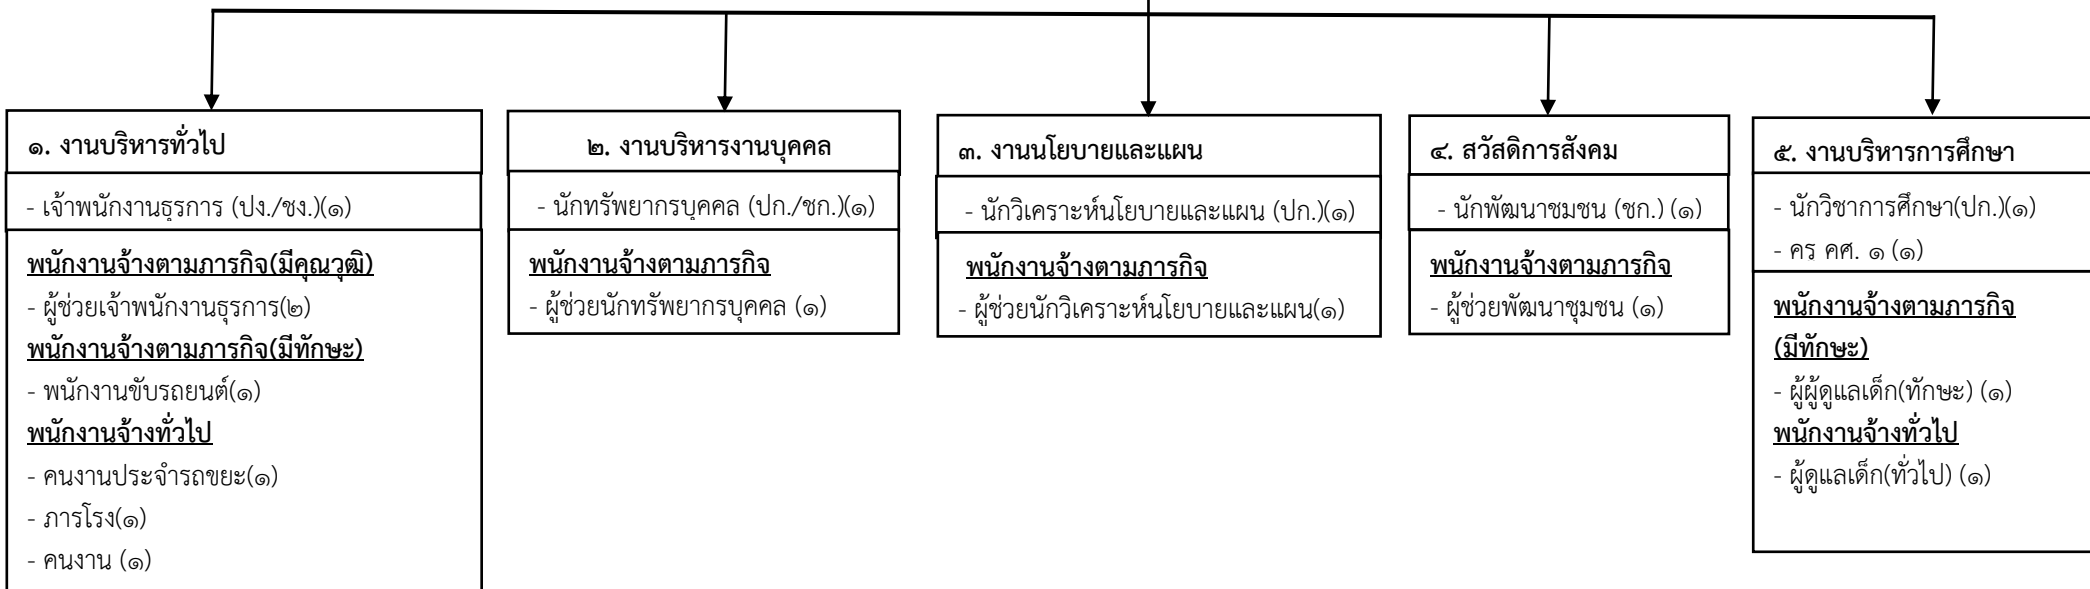 ๑. งานบริหารทั่วไป
- เจ้าพนักงานธุรการ (ปง./ชง.)(๑)
พนักงานจ้างตามภารกิจ(มีคุณวุฒิ)
- ผู้ช่วยเจ้าพนักงานธุรการ(๒)
พนักงานจ้างตามภารกิจ(มีทักษะ)
- พนักงานขับรถยนต์(๑)
พนักงานจ้างทั่วไป
- คนงานประจำรถขยะ(๑)
- ภารโรง(๑)
- คนงาน (๑)
๒. งานบริหารงานบุคคล
- นักทรัพยากรบุคคล (ปก./ชก.)(๑)
พนักงานจ้างตามภารกิจ
- ผู้ช่วยนักทรัพยากรบุคคล (๑)
๓. งานนโยบายและแผน
- นักวิเคราะห์นโยบายและแผน (ปก.)(๑)
พนักงานจ้างตามภารกิจ
- ผู้ช่วยนักวิเคราะห์นโยบายและแผน(๑)
๔. สวัสดิการสังคม
- นักพัฒนาชมชน (ชก.) (๑)
พนักงานจ้างตามภารกิจ
- ผู้ช่วยพัฒนาชุมชน (๑)
๕. งานบริหารการศึกษา
- นักวิชาการศึกษา(ปก.)(๑)
- คร คศ. ๑ (๑)
พนักงานจ้างตามภารกิจ
(มีทักษะ)
- ผู้ผู้ดูแลเด็ก(ทักษะ) (๑)
พนักงานจ้างทั่วไป
- ผู้ดูแลเด็ก(ทั่วไป) (๑)